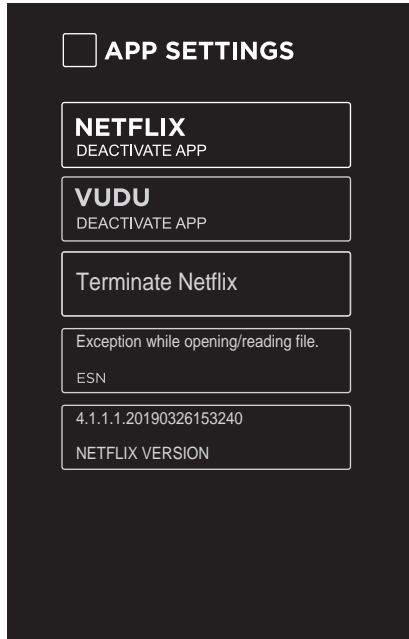 APP SETTINGS
NETFLIX
DEACTIVATE APP
VUDU
DEACTIVATE APP
Terminate Netflix
Exception while opening/reading file.
ESN
4.1.1.1.20190326153240
NETFLIX VERSION